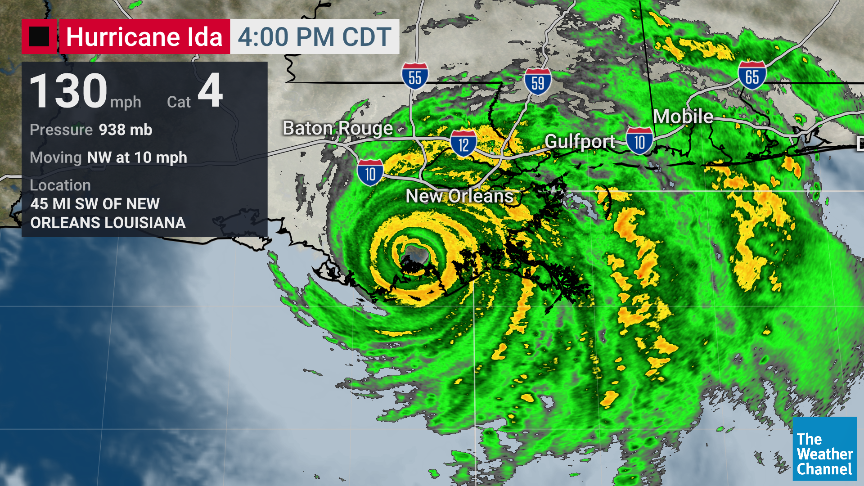 Hurricane Ida 4:00 PM CDT
130 mph Cat 4
Pressure 938 mb
Moving NW at 10 mph
Location
45 MI SW OF NEW
ORLEANS LOUISIANA
55
59
65
Baton Rouge
12
Gulfport
10
Mobile
D
10
New Orleans
The
Weather
Channel